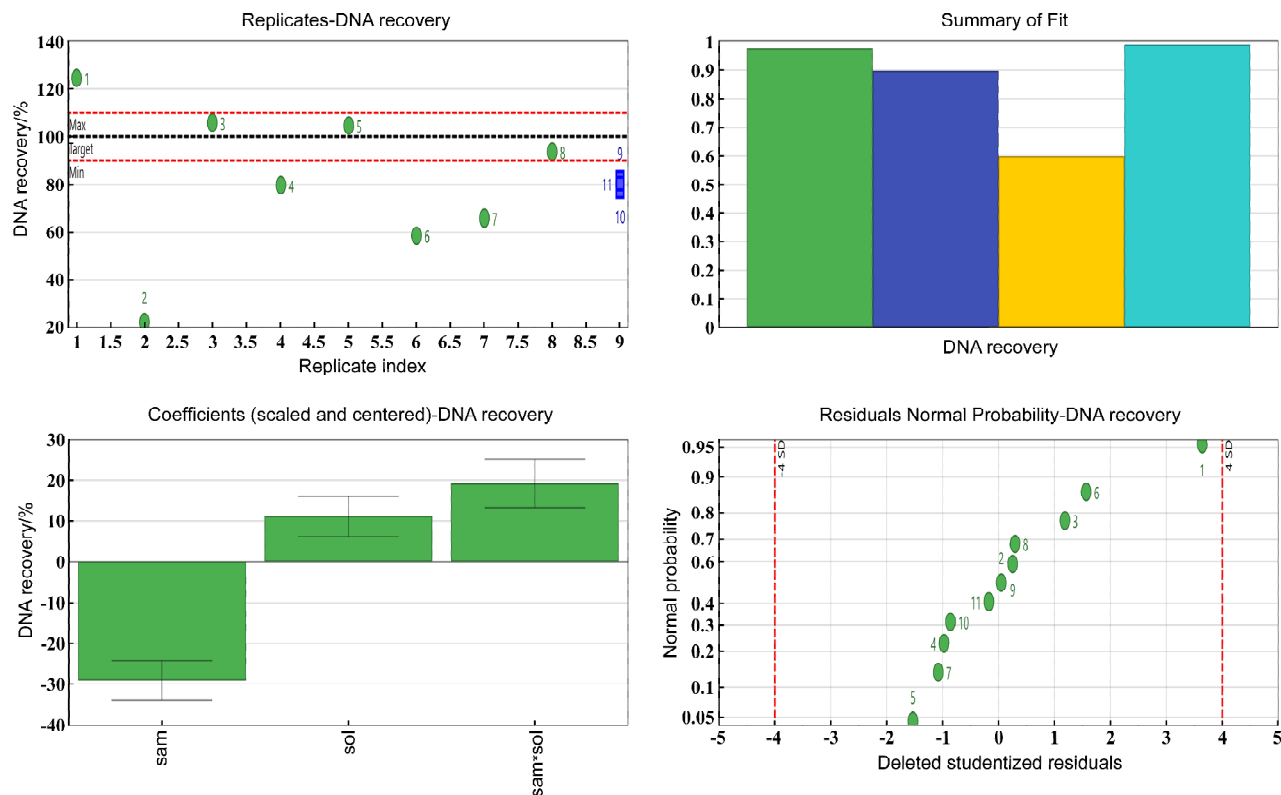 Replicates-DNA recovery
140
120
100
80
60
40
20
DNA recovery/%
Max
Target
Min
1
2
3
4
5
6
7
8
9
11
10
1 1.5 2 2.5 3 3.5 4 4.5 5 5.5 6 6.5 7 7.5 8 8.5 9
Replicate index
Summary of Fit
1
0.9
0.8
0.7
0.6
0.5
0.4
0.3
0.2
0.1
0
DNA recovery
Coefficients (scaled and centered)-DNA recovery
30
20
10
0
-10
-20
-30
-40
DNA recovery/%
sam
sol
sam*sol
Residuals Normal Probability-DNA recovery
0.95
0.9
0.8
0.7
0.6
0.4
0.3
0.2
0.1
0.05
Normal probability
-4 SD
4 SD
1
6
3
8
2
9
11
10
4
7
5
-5 -4 -3 -2 -1 0 1 2 3 4 5
Deleted studentized residuals